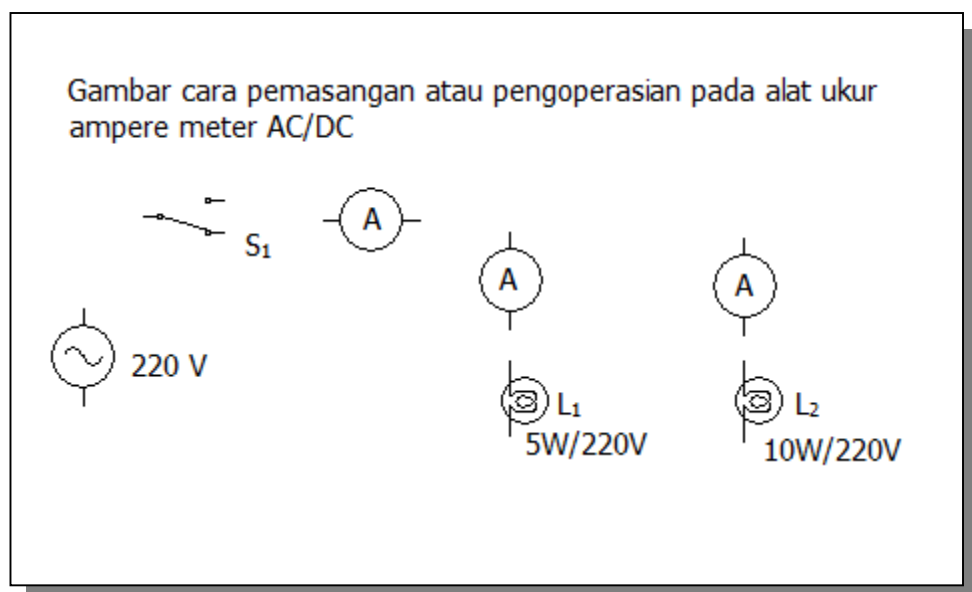 Gambar cara pemasangan atau pengoperasian pada alat ukur
ampere meter AC/DC
A
S₁
A
A
220 V
L₁
L₂
5W/220V
10W/220V